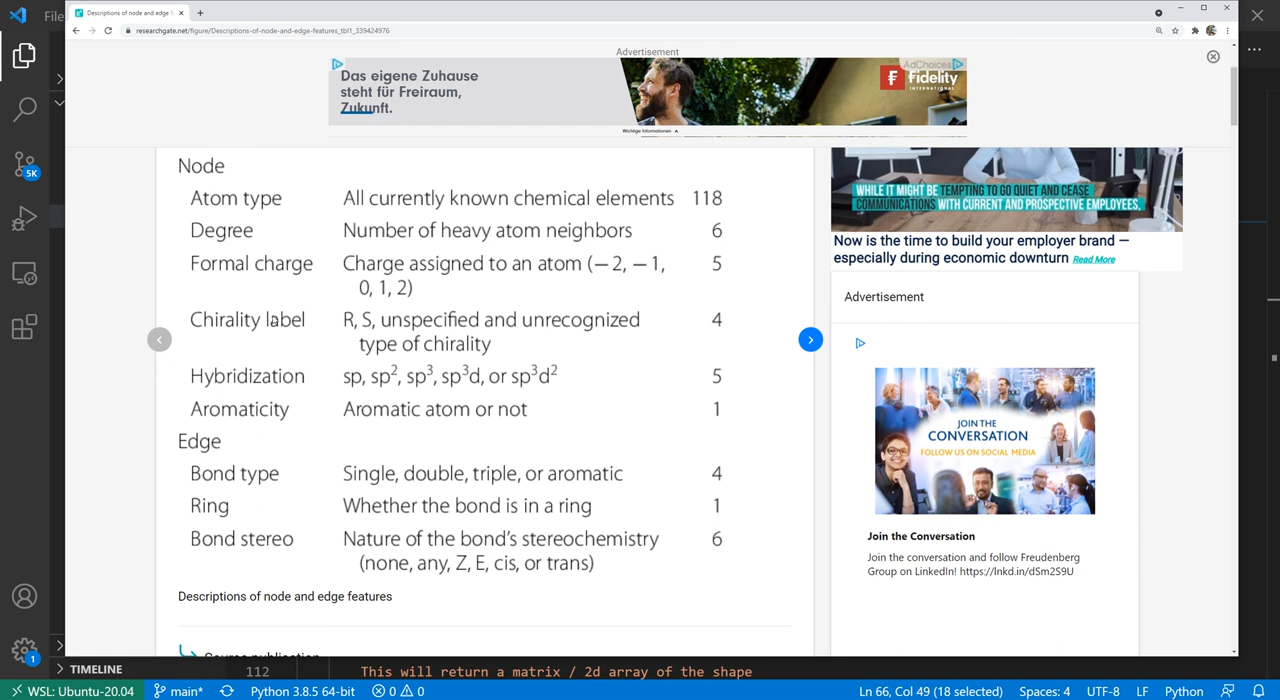 File
Descriptions of node and edge f
researchgate.net/figure/Descriptions-of-node-and-edge-features_tbl1_339424976
Advertisement
Das eigene Zuhause
steht für Freiraum,
Zukunft.
AdChoices
Fidelity
INTERNATIONAL
Wichtige Informationen
Node
Atom type All currently known chemical elements 118
Degree Number of heavy atom neighbors 6
Formal charge Charge assigned to an atom (−2, −1, 5
0, 1, 2)
Chirality label R, S, unspecified and unrecognized 4
type of chirality
Hybridization sp, sp², sp³, sp³d, or sp³d² 5
Aromaticity Aromatic atom or not 1
Edge
Bond type Single, double, triple, or aromatic 4
Ring Whether the bond is in a ring 1
Bond stereo Nature of the bond's stereochemistry 6
(none, any, Z, E, cis, or trans)
Descriptions of node and edge features
Source publication
WHILE IT MIGHT BE TEMPTING TO GO QUIET AND CEASE
COMMUNICATIONS WITH CURRENT AND PROSPECTIVE EMPLOYEES,
Now is the time to build your employer brand —
especially during economic downturn Read More
Advertisement
JOIN THE
CONVERSATION
FOLLOW US ON SOCIAL MEDIA
Join the Conversation
Join the conversation and follow Freudenberg
Group on LinkedIn! https://lnkd.in/dSm2S9U
5K
1
TIMELINE
112 This will return a matrix / 2d array of the shape
WSL: Ubuntu-20.04 main* Python 3.8.5 64-bit 0 0 Ln 66, Col 49 (18 selected) Spaces: 4 UTF-8 LF Python